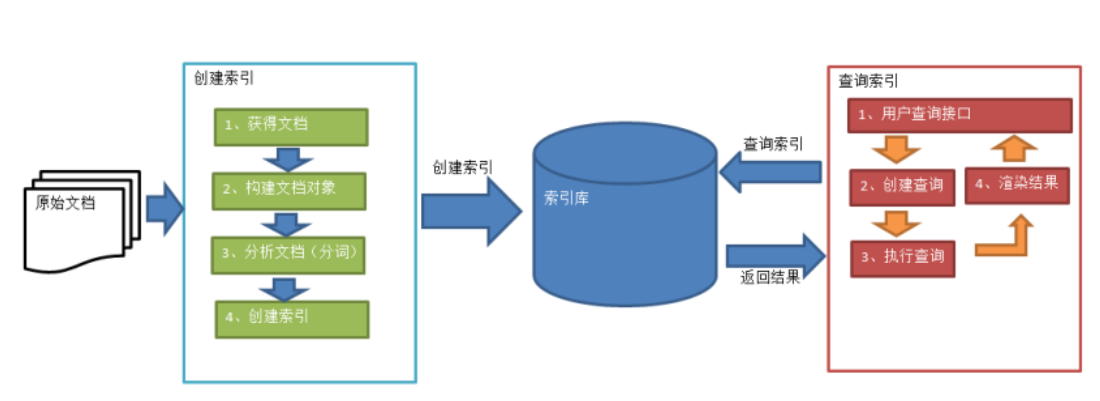 原始文档
创建索引
1、获得文档
2、构建文档对象
3、分析文档（分词）
4、创建索引
创建索引
索引库
查询索引
返回结果
查询索引
1、用户查询接口
2、创建查询
4、渲染结果
3、执行查询